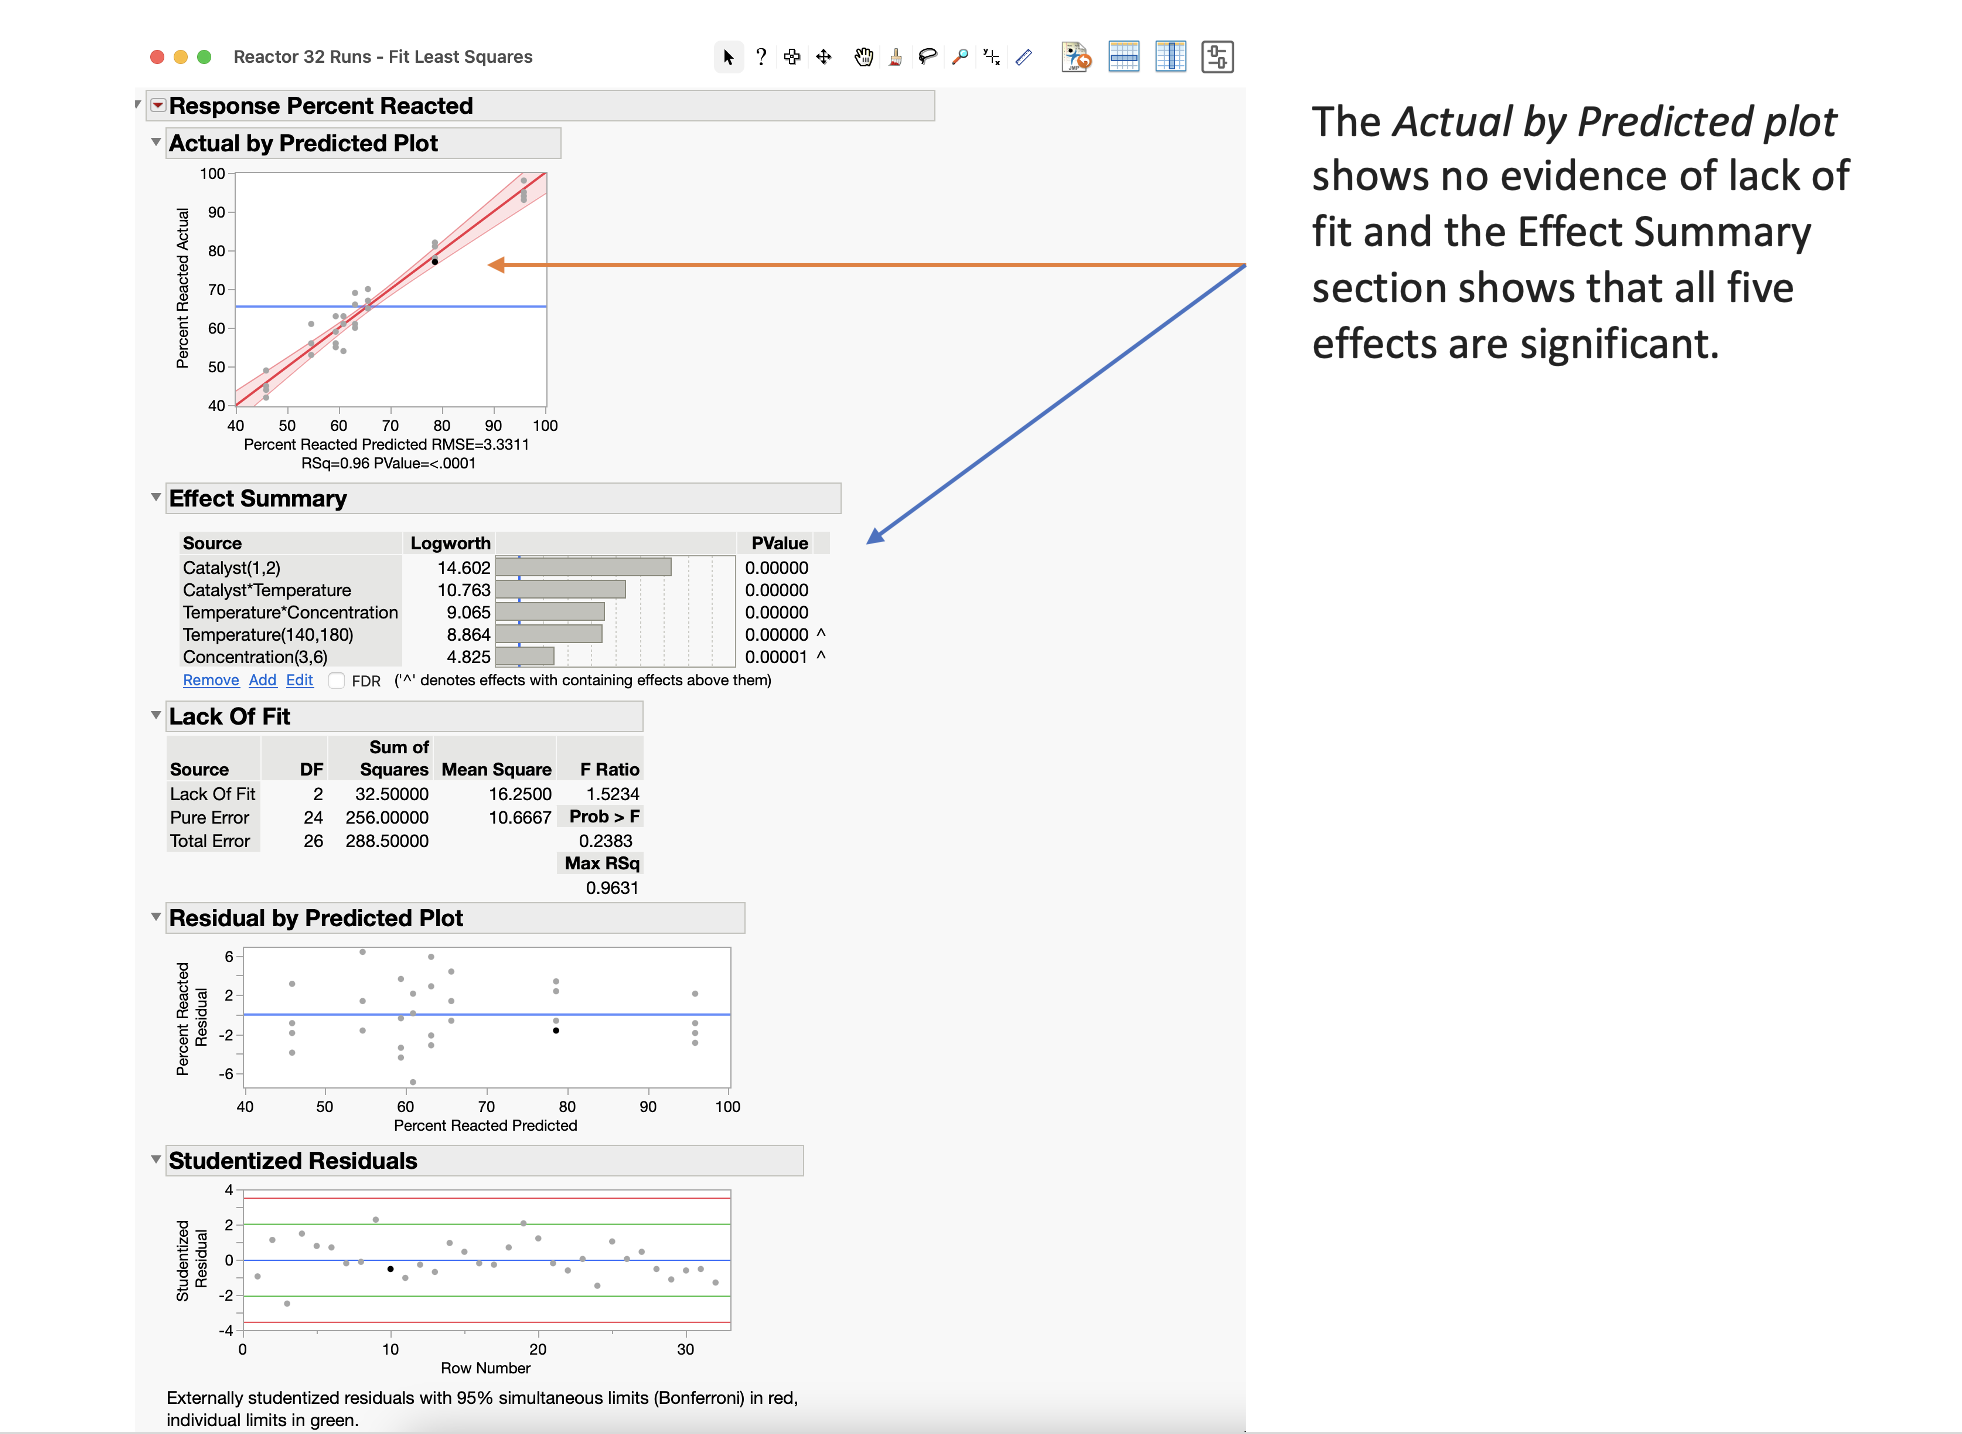 Reactor 32 Runs - Fit Least Squares
?
JMP
Response Percent Reacted
Actual by Predicted Plot
Percent Reacted Actual
100
90
80
70
60
50
40
40 50 60 70 80 90 100
Percent Reacted Predicted RMSE=3.3311
RSq=0.96 PValue=<.0001
Effect Summary
Source Logworth PValue
Catalyst(1,2) 14.602 0.00000
Catalyst*Temperature 10.763 0.00000
Temperature*Concentration 9.065 0.00000
Temperature(140,180) 8.864 0.00000 ^
Concentration(3,6) 4.825 0.00001 ^
Remove Add Edit FDR ('^' denotes effects with containing effects above them)
Lack Of Fit
Sum of
Source DF Squares Mean Square F Ratio
Lack Of Fit 2 32.50000 16.2500 1.5234
Pure Error 24 256.00000 10.6667 Prob > F
Total Error 26 288.50000 0.2383
Max RSq
0.9631
Residual by Predicted Plot
Percent Reacted
Residual
6
2
-2
-6
40 50 60 70 80 90 100
Percent Reacted Predicted
Studentized Residuals
Studentized
Residual
4
2
0
-2
-4
0 10 20 30
Row Number
Externally studentized residuals with 95% simultaneous limits (Bonferroni) in red,
individual limits in green.
The Actual by Predicted plot
shows no evidence of lack of
fit and the Effect Summary
section shows that all five
effects are significant.